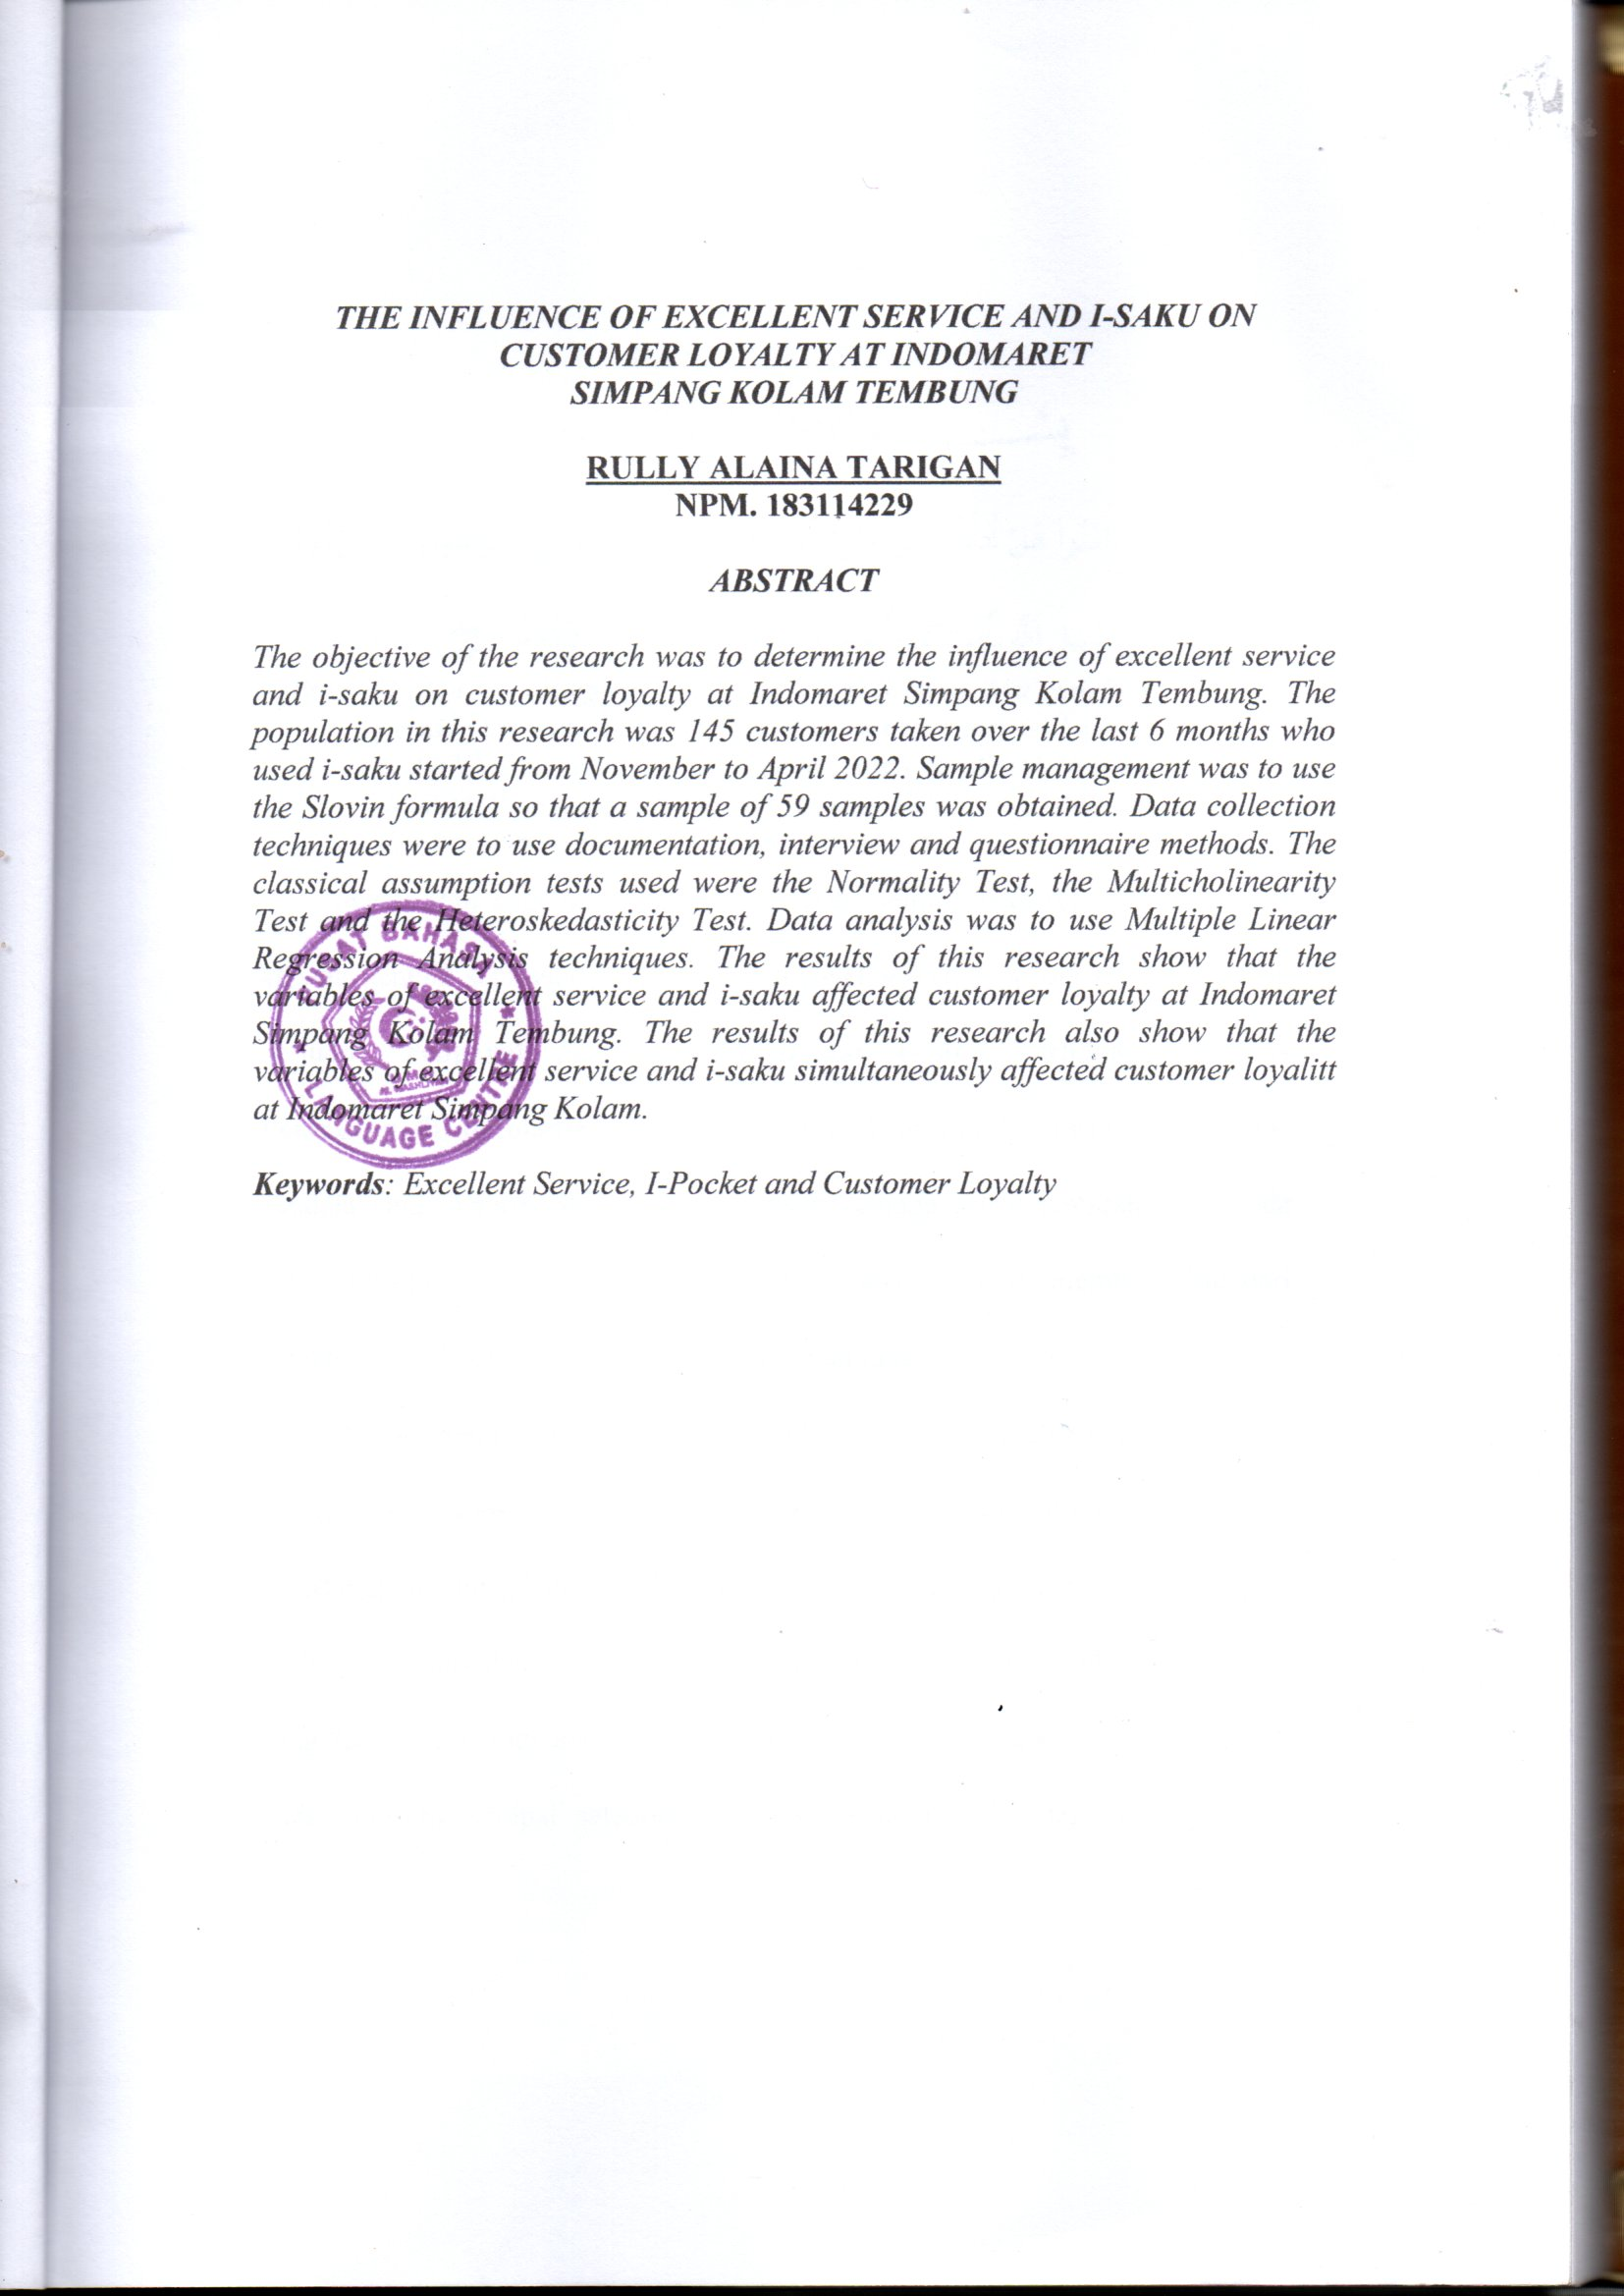 THE INFLUENCE OF EXCELLENT SERVICE AND I-SAKU ON
CUSTOMER LOYALTY AT INDOMARET
SIMPANG KOLAM TEMBUNG
RULLY ALAINA TARIGAN
NPM. 183114229
ABSTRACT
The objective of the research was to determine the influence of excellent service
and i-saku on customer loyalty at Indomaret Simpang Kolam Tembung. The
population in this research was 145 customers taken over the last 6 months who
used i-saku started from November to April 2022. Sample management was to use
the Slovin formula so that a sample of 59 samples was obtained. Data collection
techniques were to use documentation, interview and questionnaire methods. The
classical assumption tests used were the Normality Test, the Multicholinearity
Test and the Heteroskedasticity Test. Data analysis was to use Multiple Linear
Regression Analysis techniques. The results of this research show that the
variables of excellent service and i-saku affected customer loyalty at Indomaret
Simpang Kolam Tembung. The results of this research also show that the
variables of excellent service and i-saku simultaneously affected customer loyalitt
at Indomaret Simpang Kolam.
Keywords: Excellent Service, I-Pocket and Customer Loyalty
PUSAT BAHASA
LANGUAGE CENTRE